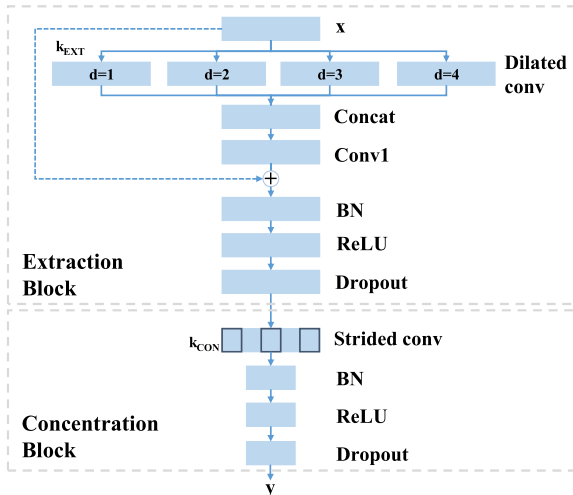 x
kEXT
d=1 d=2 d=3 d=4
Dilated
conv
Concat
Conv1
+
BN
ReLU
Extraction
Block
Dropout
kCON
Strided conv
BN
ReLU
Concentration
Block
Dropout
y